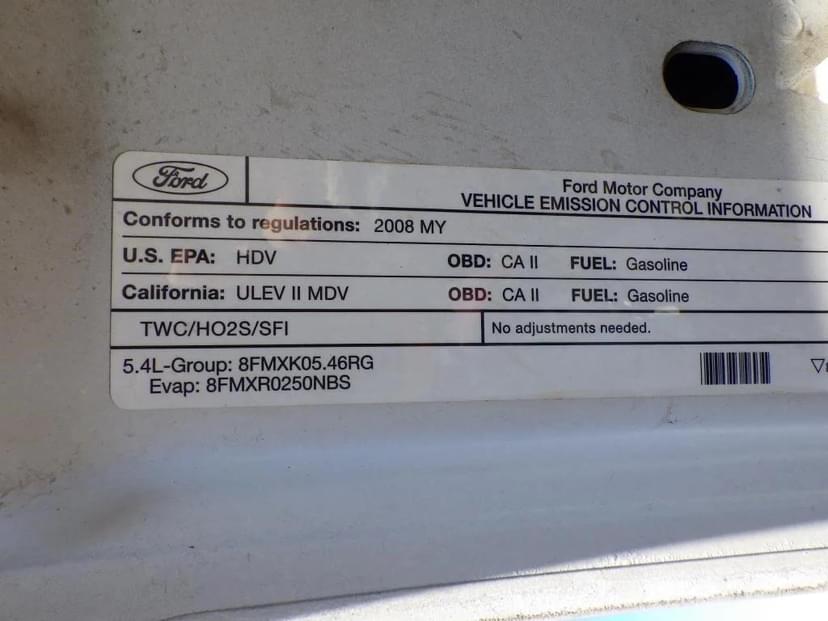 Ford
Ford Motor Company
VEHICLE EMISSION CONTROL INFORMATION
Conforms to regulations: 2008 MY
U.S. EPA: HDV OBD: CA II FUEL: Gasoline
California: ULEV II MDV OBD: CA II FUEL: Gasoline
TWC/HO2S/SFI No adjustments needed.
5.4L-Group: 8FMXK05.46RG
Evap: 8FMXR0250NBS